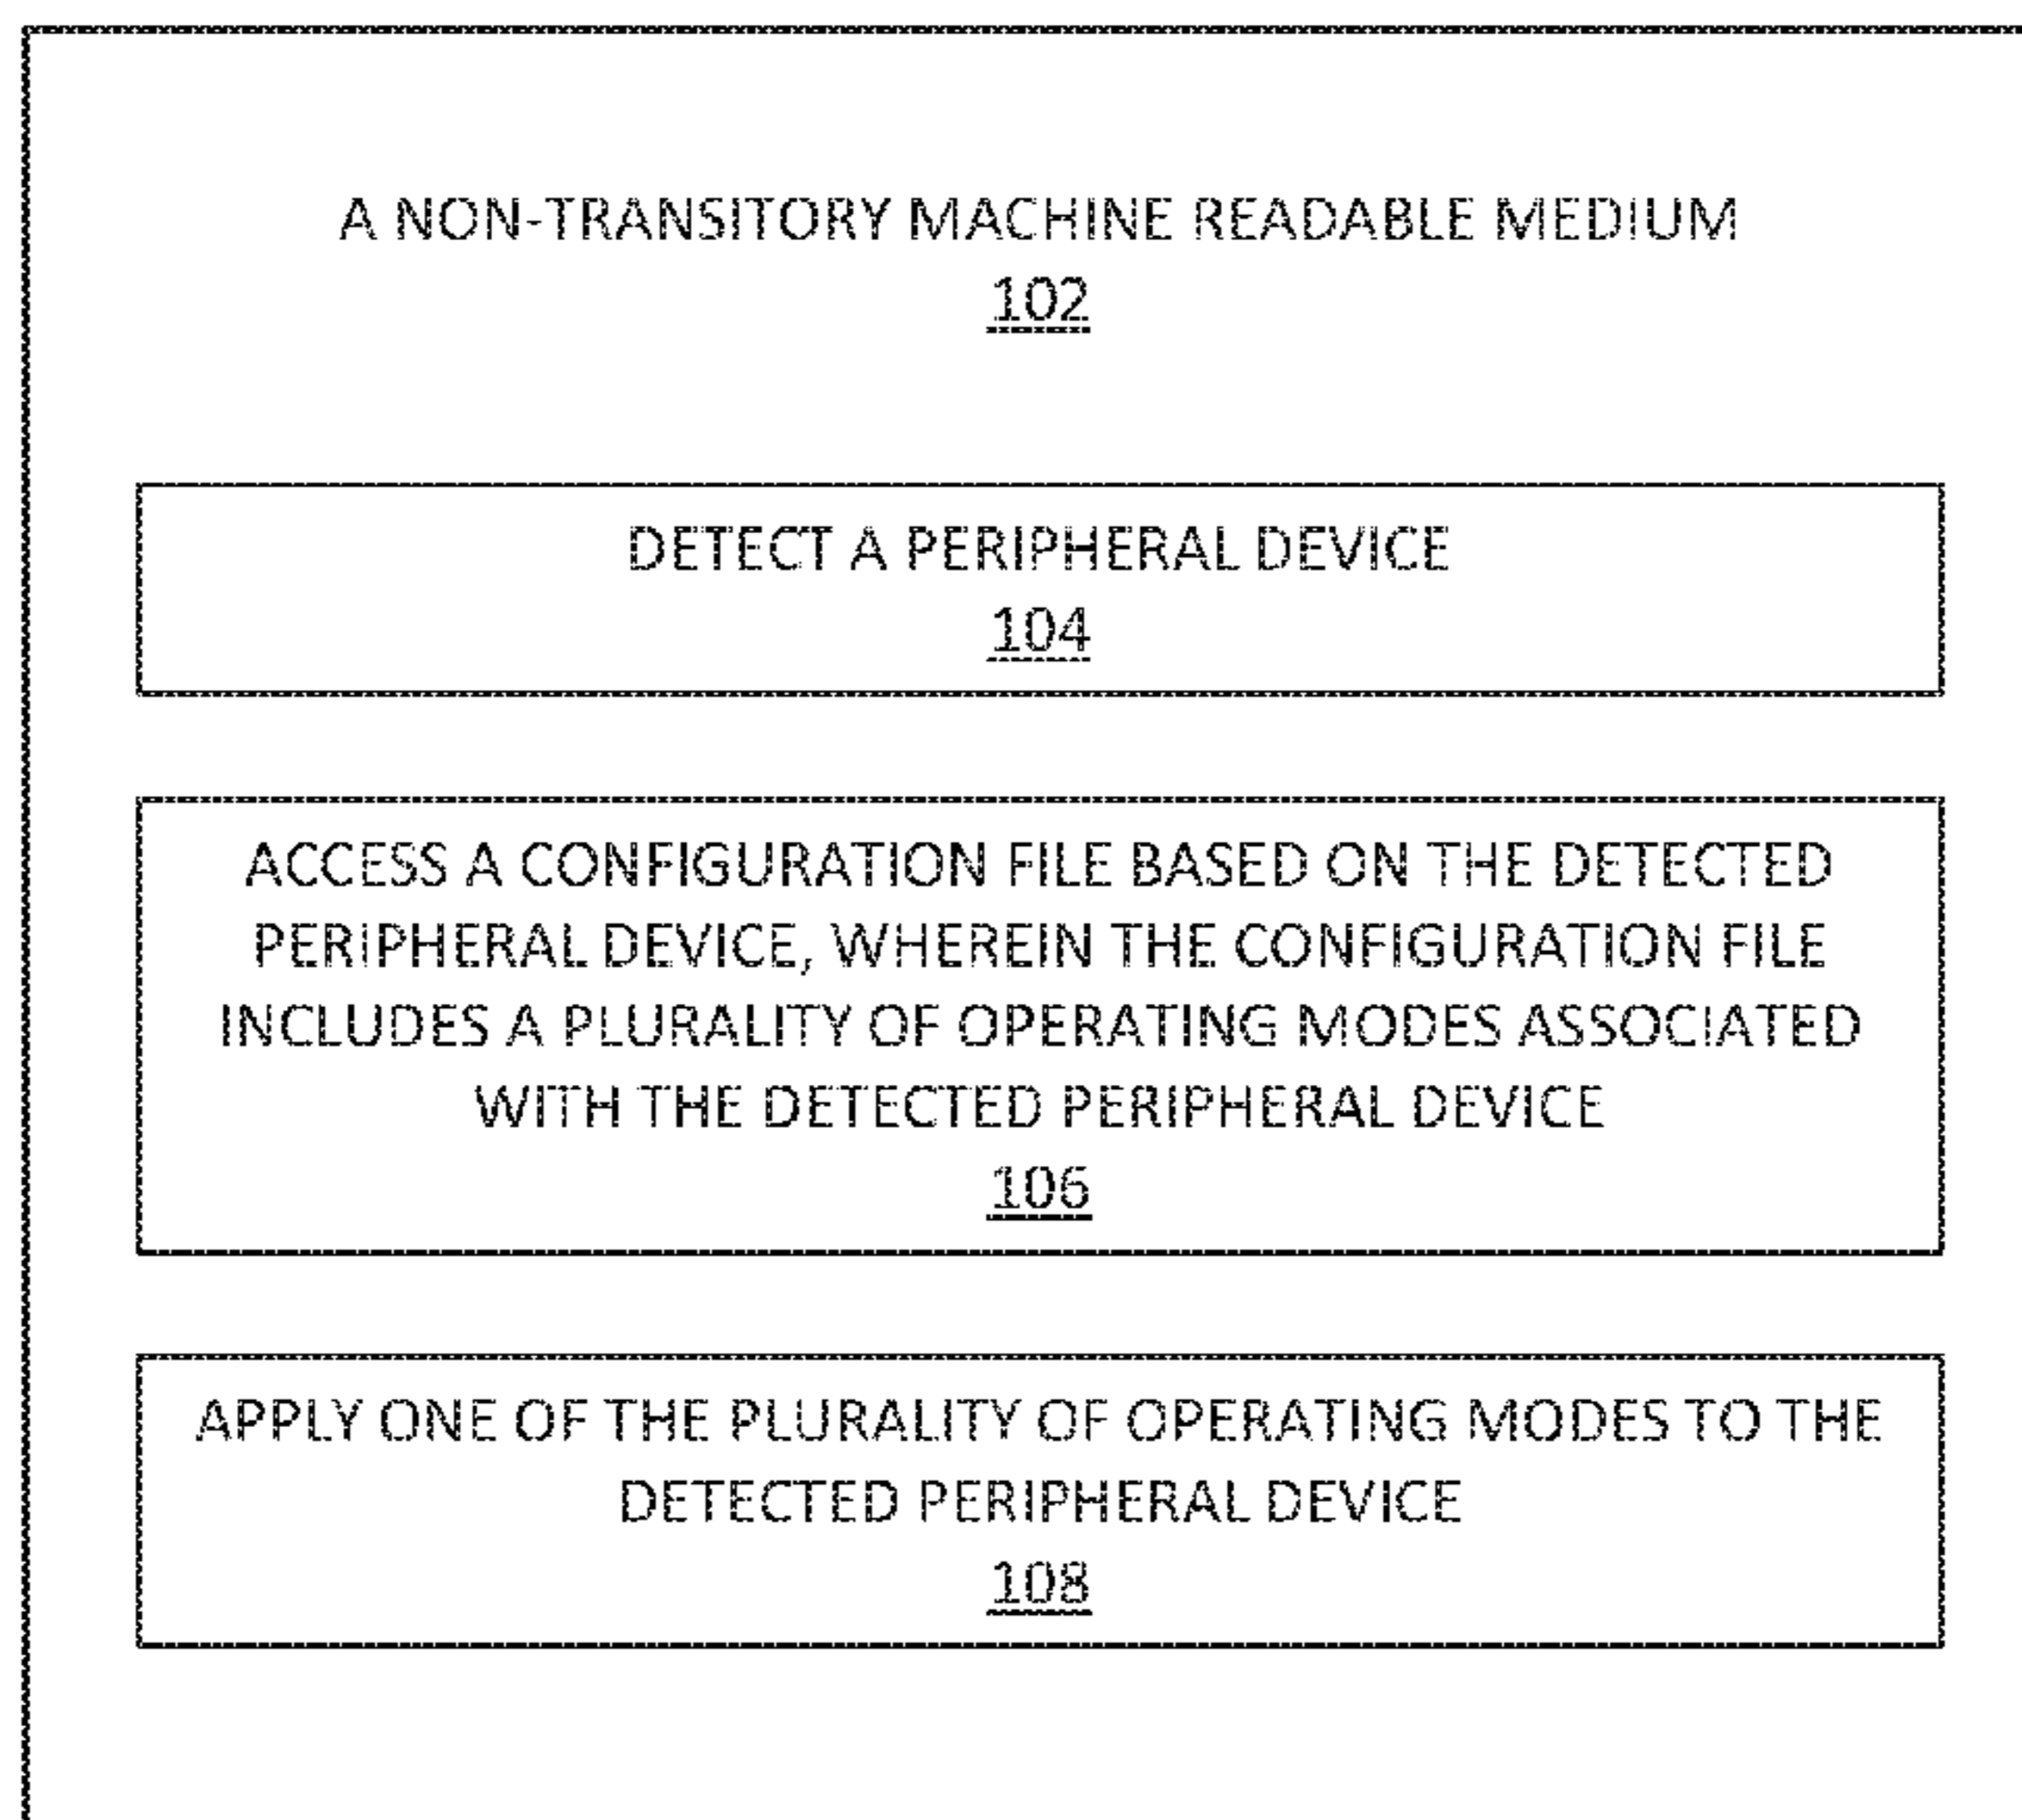 A NON-TRANSITORY MACHINE READABLE MEDIUM
102
DETECT A PERIPHERAL DEVICE
104
ACCESS A CONFIGURATION FILE BASED ON THE DETECTED
PERIPHERAL DEVICE, WHEREIN THE CONFIGURATION FILE
INCLUDES A PLURALITY OF OPERATING MODES ASSOCIATED
WITH THE DETECTED PERIPHERAL DEVICE
106
APPLY ONE OF THE PLURALITY OF OPERATING MODES TO THE
DETECTED PERIPHERAL DEVICE
108